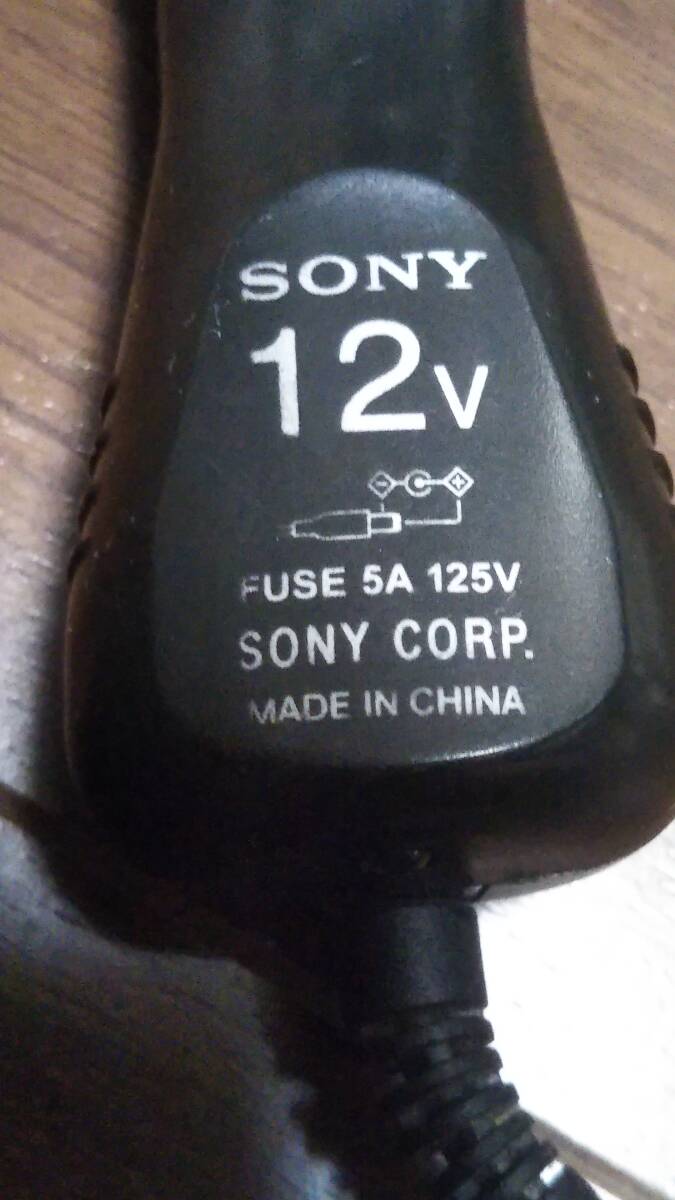 SONY
12V
- +
FUSE 5A 125V
SONY CORP.
MADE IN CHINA